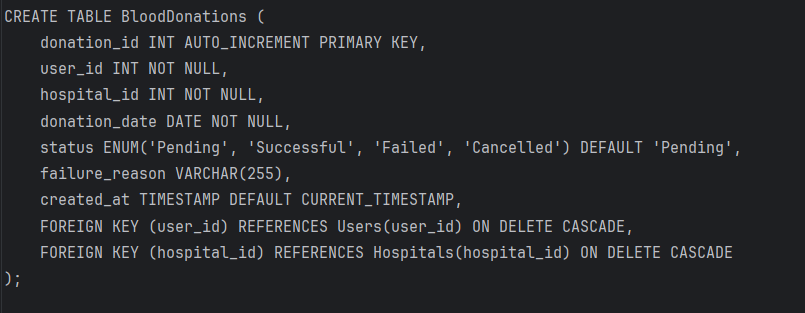 CREATE TABLE BloodDonations (
    donation_id INT AUTO_INCREMENT PRIMARY KEY,
    user_id INT NOT NULL,
    hospital_id INT NOT NULL,
    donation_date DATE NOT NULL,
    status ENUM('Pending', 'Successful', 'Failed', 'Cancelled') DEFAULT 'Pending',
    failure_reason VARCHAR(255),
    created_at TIMESTAMP DEFAULT CURRENT_TIMESTAMP,
    FOREIGN KEY (user_id) REFERENCES Users(user_id) ON DELETE CASCADE,
    FOREIGN KEY (hospital_id) REFERENCES Hospitals(hospital_id) ON DELETE CASCADE
);